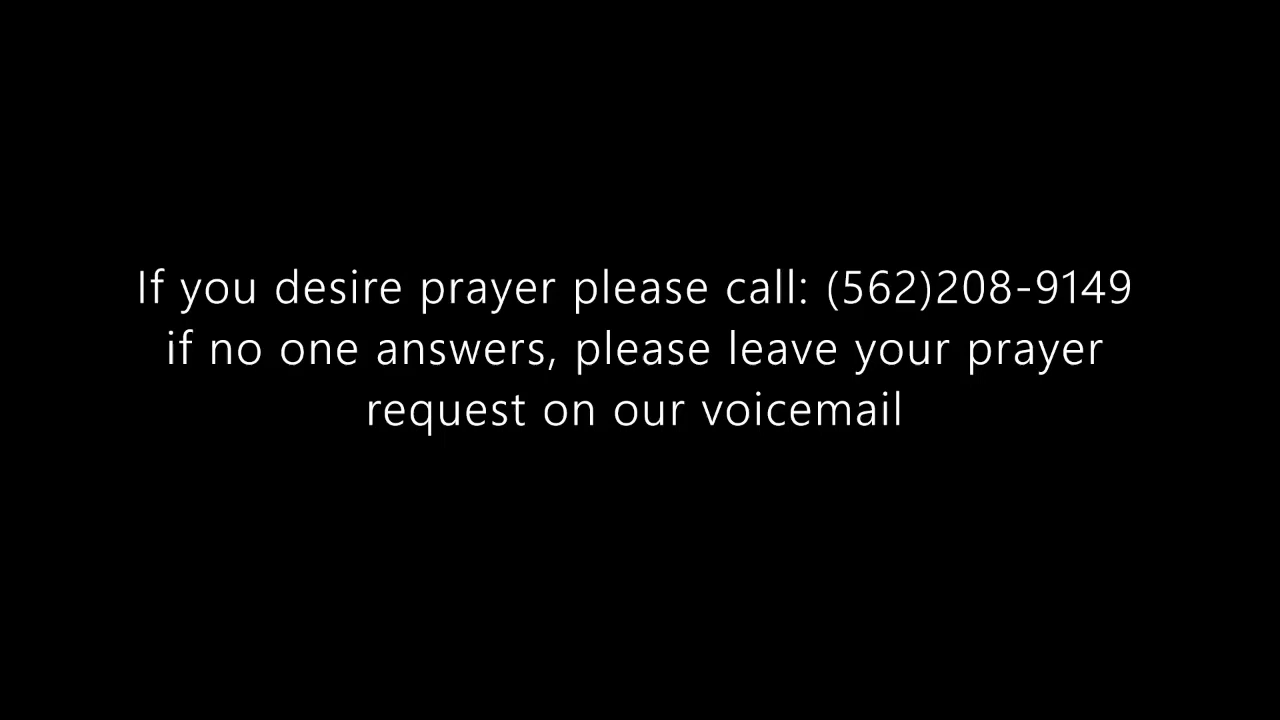 If you desire prayer please call: (562)208-9149
if no one answers, please leave your prayer
request on our voicemail